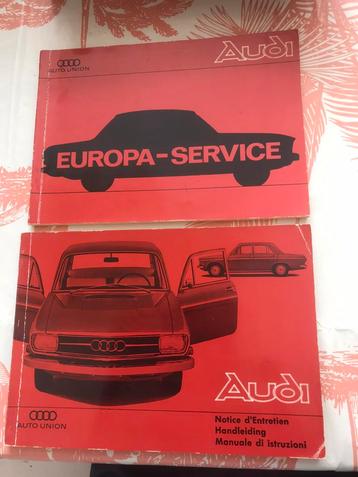 AUTO UNION
AUDI
EUROPA-SERVICE
AUDI
AUTO UNION
Notice d'Entretien
Handleiding
Manuale di istruzioni